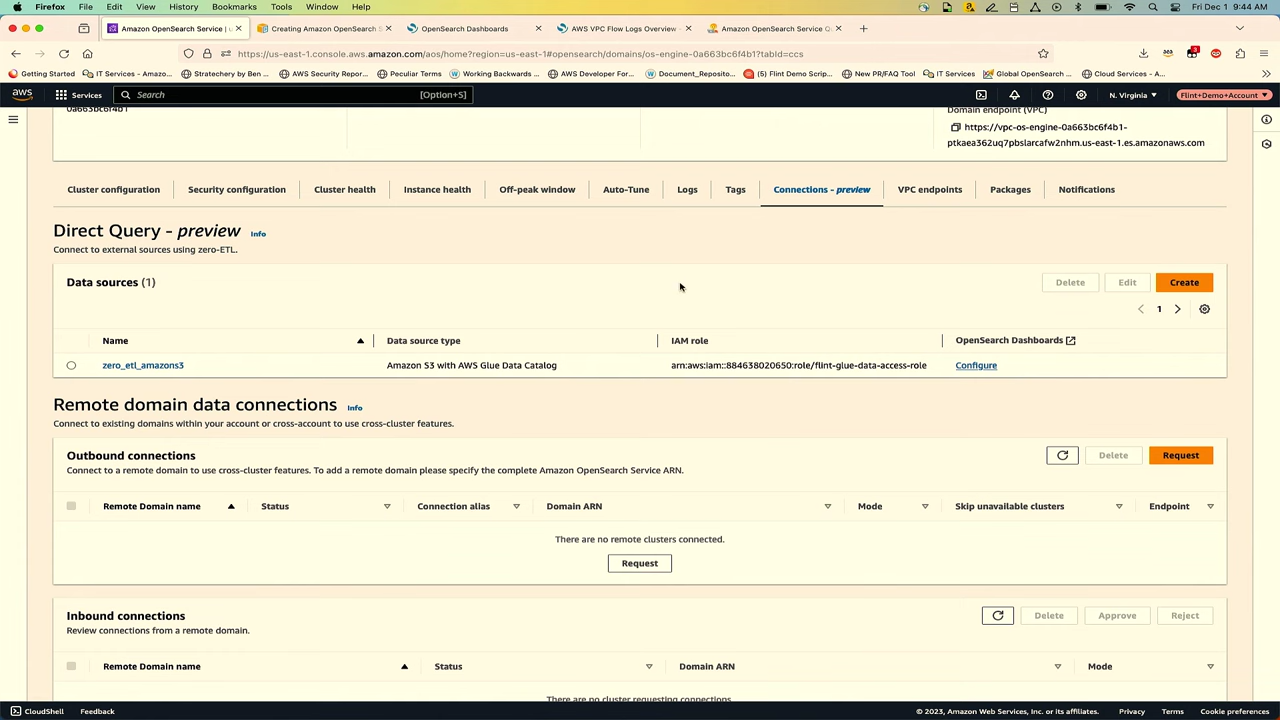 Firefox File Edit View History Bookmarks Tools Window Help Fri Dec 1 9:44 AM
Amazon OpenSearch Service | u Creating Amazon OpenSearch S OpenSearch Dashboards AWS VPC Flow Logs Overview - Amazon OpenSearch Service Q
https://us-east-1.console.aws.amazon.com/aos/home?region=us-east-1#opensearch/domains/os-engine-0a663bc6f4b1?tabId=ccs
Getting Started IT Services - Amazo... Stratechery by Ben ... AWS Security Repor... Peculiar Terms Working Backwards ... AWS Developer For... Document_Reposito... (5) Flint Demo Scrip... New PR/FAQ Tool IT Services Global OpenSearch ... Cloud Services - A...
aws Services Search [Option+S] N. Virginia Flint+Demo+Account
0a663bc6f4b1
Domain endpoint (VPC)
https://vpc-os-engine-0a663bc6f4b1-
ptkaea362uq7pbslarcafw2nhm.us-east-1.es.amazonaws.com
Cluster configuration Security configuration Cluster health Instance health Off-peak window Auto-Tune Logs Tags Connections - preview VPC endpoints Packages Notifications
Direct Query - preview Info
Connect to external sources using zero-ETL.
Data sources (1) Delete Edit Create
1
Name Data source type IAM role OpenSearch Dashboards
zero_etl_amazons3 Amazon S3 with AWS Glue Data Catalog arn:aws:iam::884638020650:role/flint-glue-data-access-role Configure
Remote domain data connections Info
Connect to existing domains within your account or cross-account to use cross-cluster features.
Outbound connections Delete Request
Connect to a remote domain to use cross-cluster features. To add a remote domain please specify the complete Amazon OpenSearch Service ARN.
Remote Domain name Status Connection alias Domain ARN Mode Skip unavailable clusters Endpoint
There are no remote clusters connected.
Request
Inbound connections Delete Approve Reject
Review connections from a remote domain.
Remote Domain name Status Domain ARN Mode
There are no cluster requesting connections
CloudShell Feedback © 2023, Amazon Web Services, Inc. or its affiliates. Privacy Terms Cookie preferences